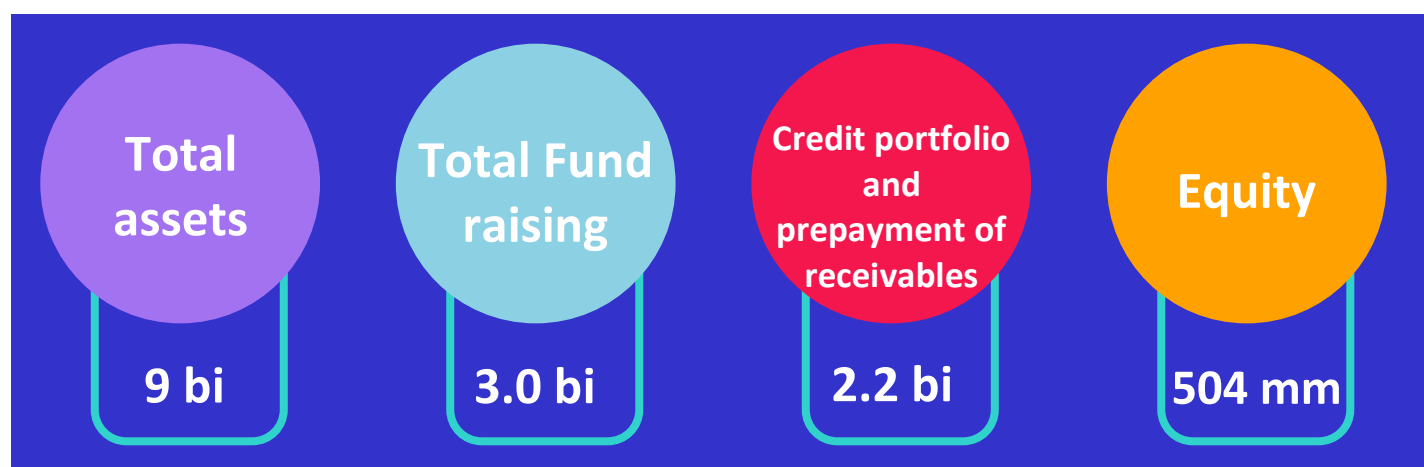 Total
assets
9 bi
Total Fund
raising
3.0 bi
Credit portfolio
and
prepayment of
receivables
2.2 bi
Equity
504 mm